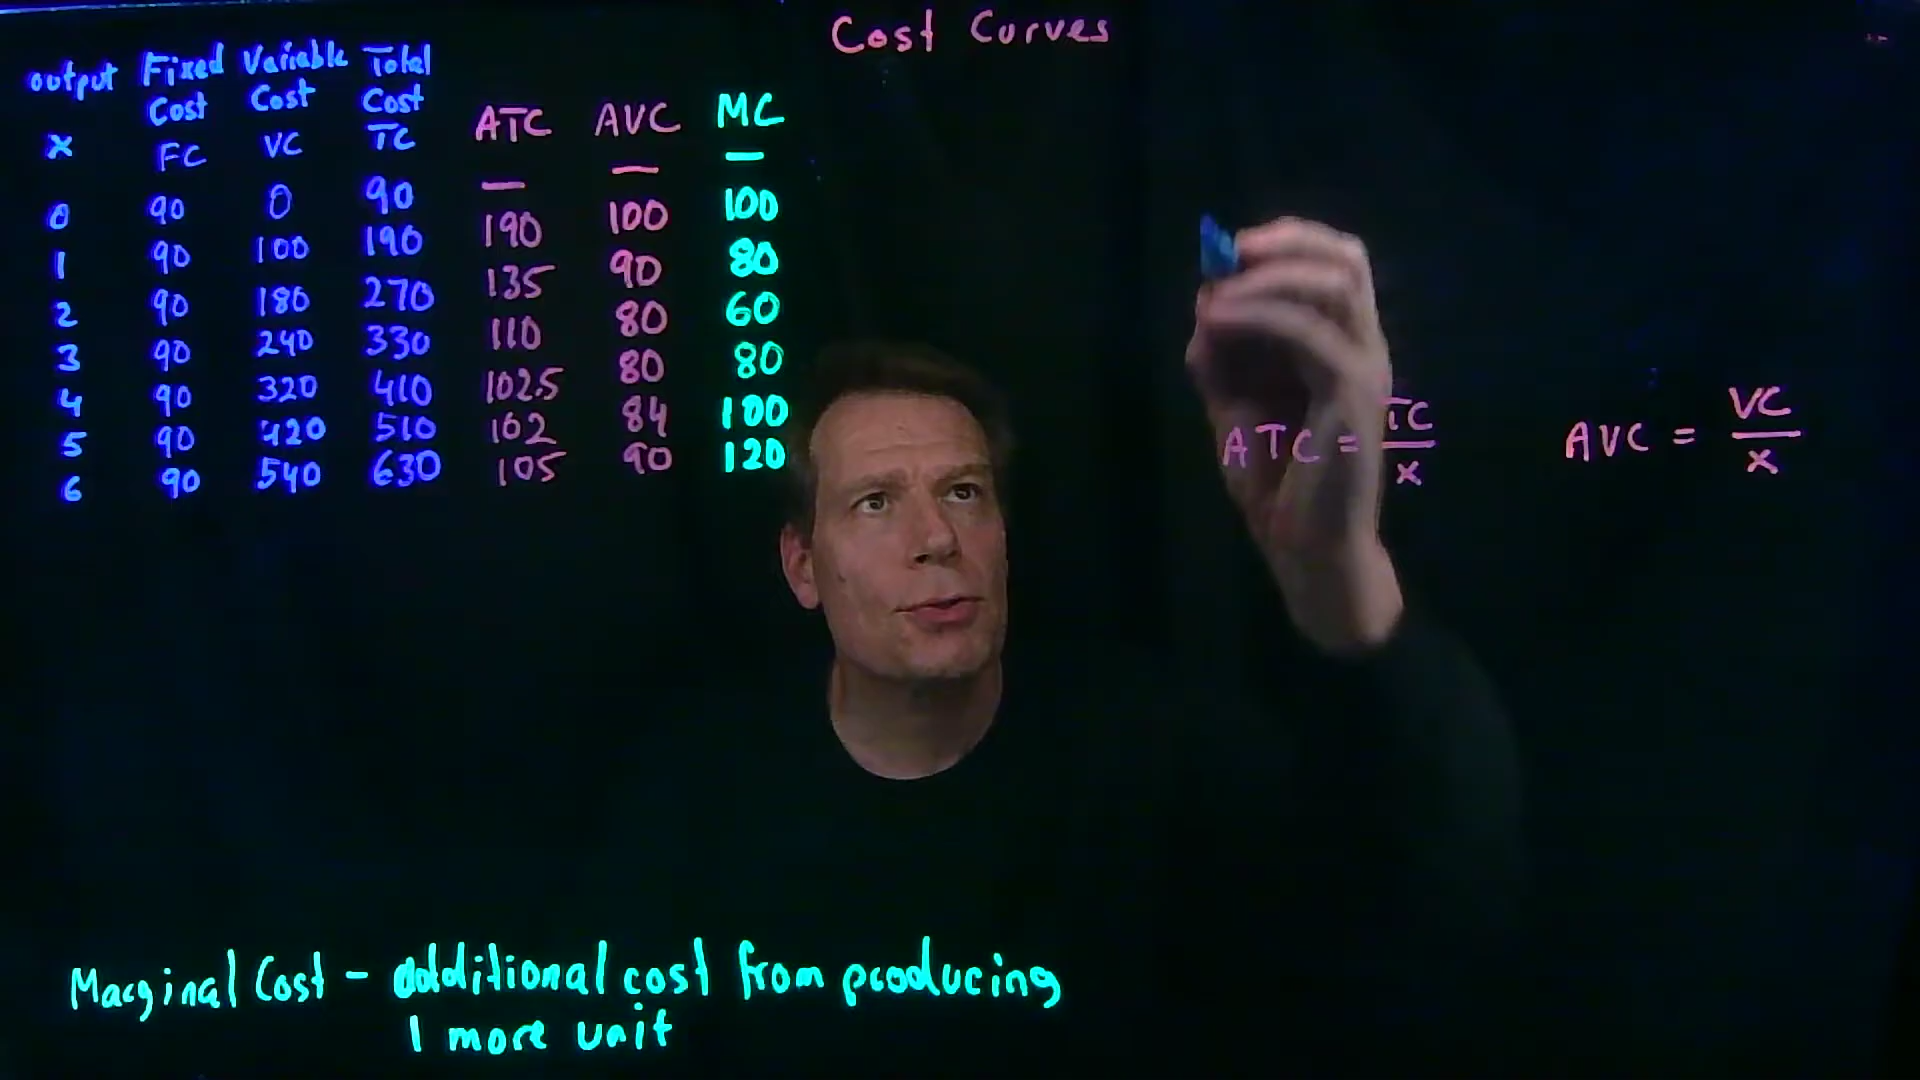 Cost Curves
output Fixed Cost Variable Cost Total Cost
x FC VC TC ATC AVC MC
0 90 0 90 — — —
1 90 100 190 190 100 100
2 90 180 270 135 90 80
3 90 240 330 110 80 60
4 90 320 410 102.5 80 80
5 90 420 510 102 84 100
6 90 540 630 105 90 120
ATC = TC/x AVC = VC/x
Marginal Cost - additional cost from producing
1 more unit